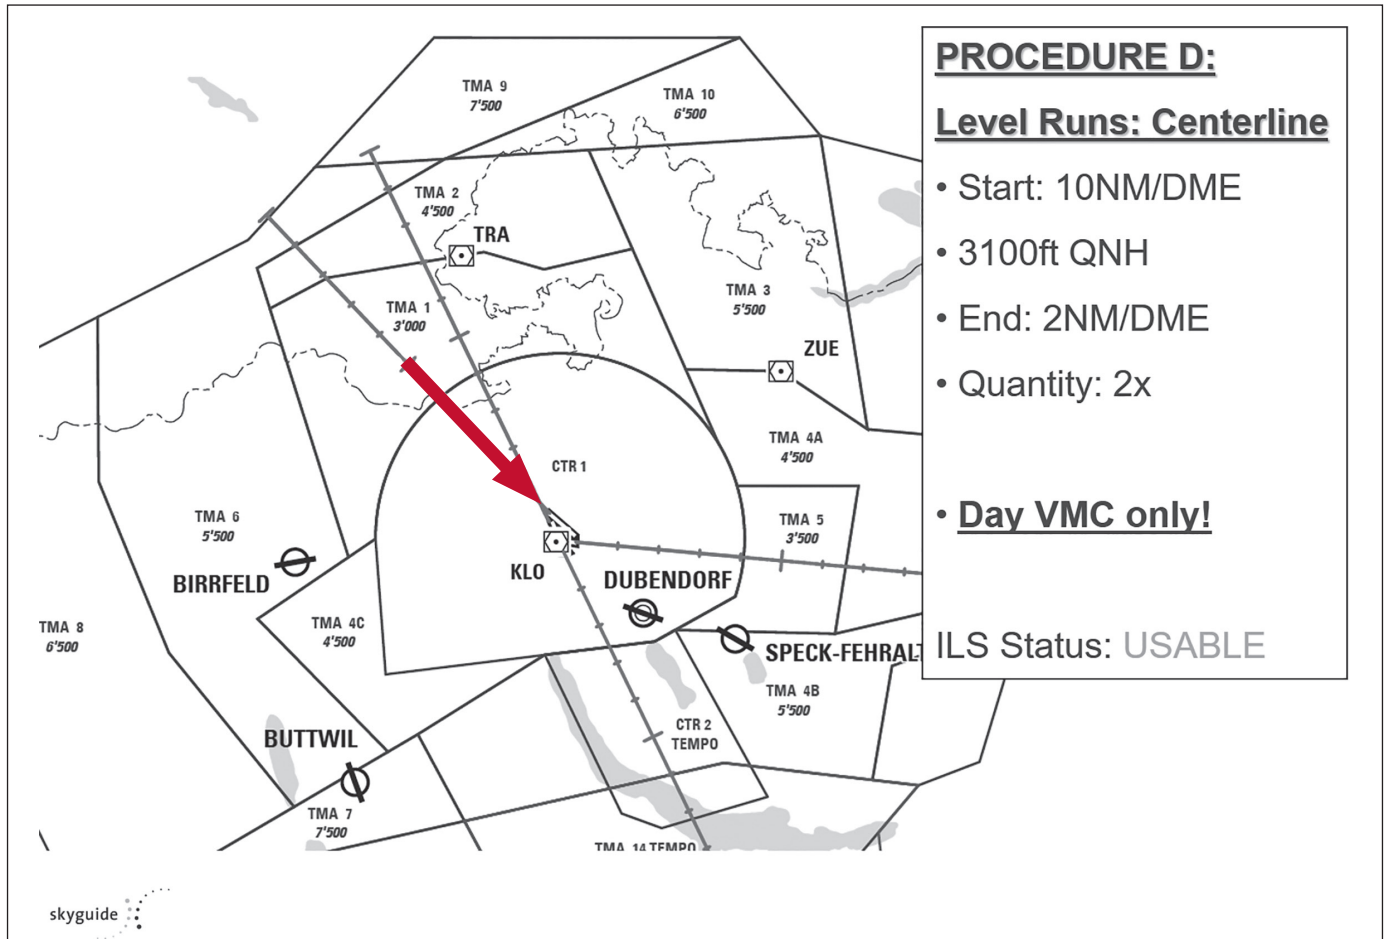 PROCEDURE D:
Level Runs: Centerline
• Start: 10NM/DME
• 3100ft QNH
• End: 2NM/DME
• Quantity: 2x
• Day VMC only!
ILS Status: USABLE
TMA 9
7'500
TMA 10
6'500
TMA 2
4'500
TRA
TMA 1
3'000
TMA 3
5'500
ZUE
TMA 4A
4'500
CTR 1
TMA 6
5'500
TMA 5
3'500
BIRRFELD
KLO
DUBENDORF
TMA 8
6'500
TMA 4C
4'500
SPECK-FEHRALT
TMA 4B
5'500
CTR 2
TEMPO
BUTTWIL
TMA 7
7'500
TMA 14 TEMPO
skyguide